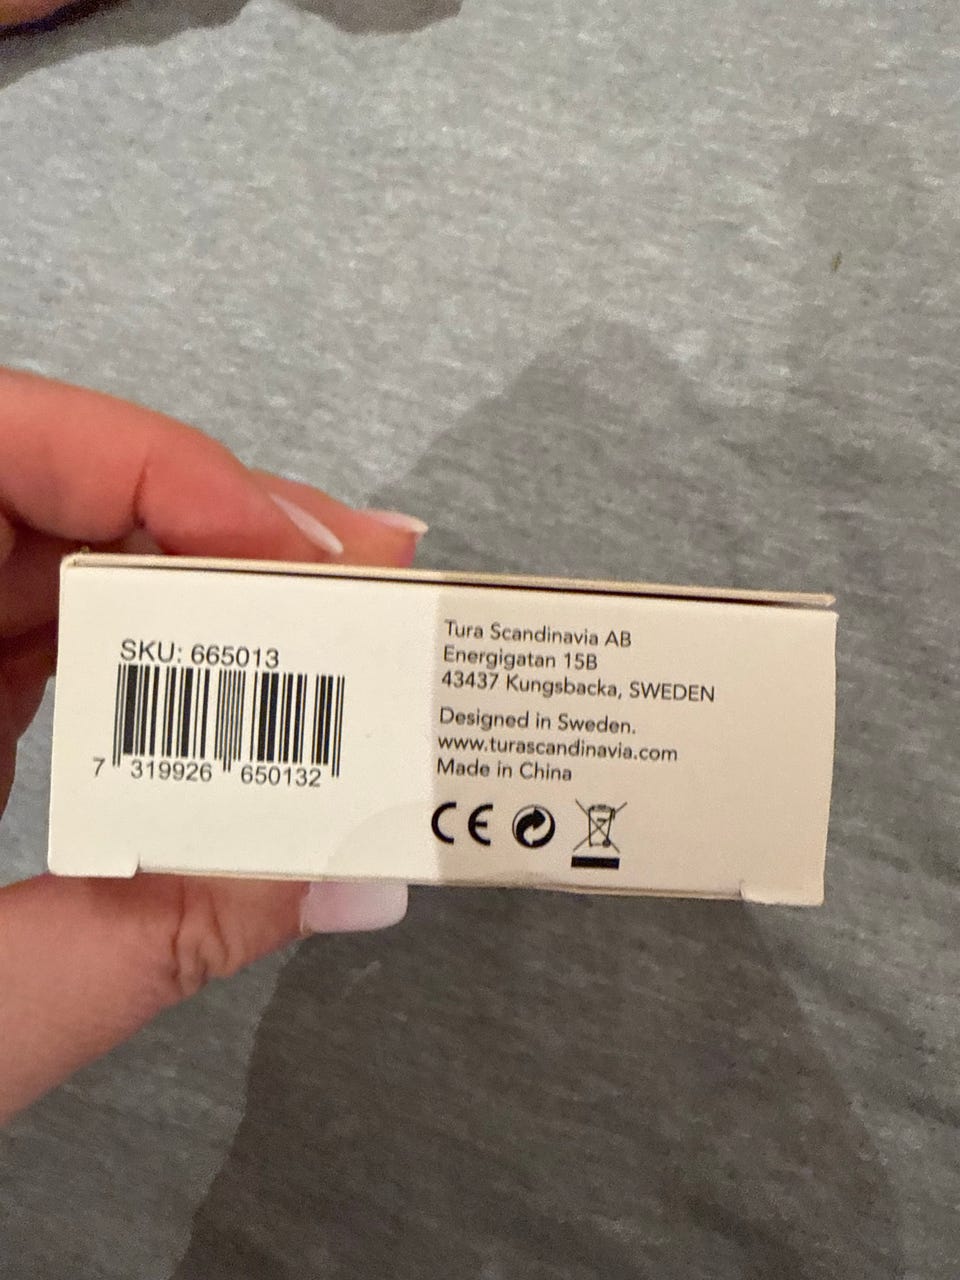 SKU: 665013
7 319926 650132
Tura Scandinavia AB
Energigatan 15B
43437 Kungsbacka, SWEDEN
Designed in Sweden.
www.turascandinavia.com
Made in China
CE